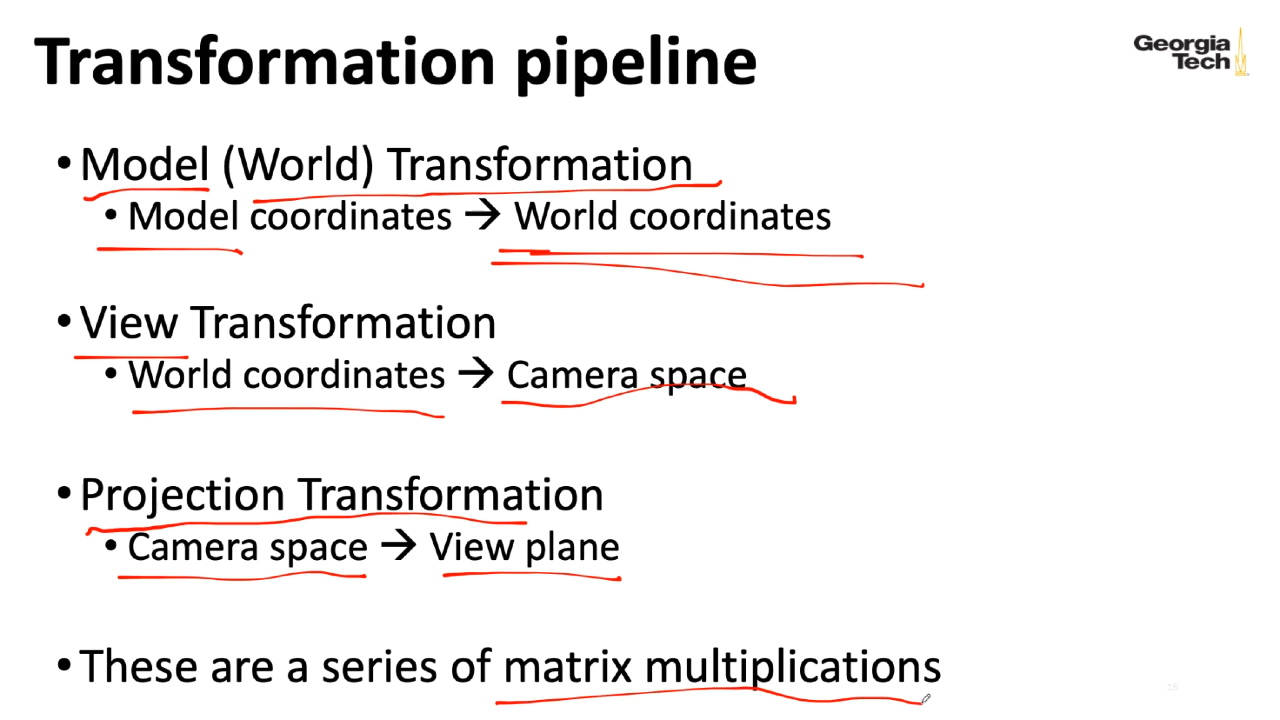 Transformation pipeline
Georgia
Tech
• Model (World) Transformation
• Model coordinates → World coordinates
• View Transformation
• World coordinates → Camera space
• Projection Transformation
• Camera space → View plane
• These are a series of matrix multiplications